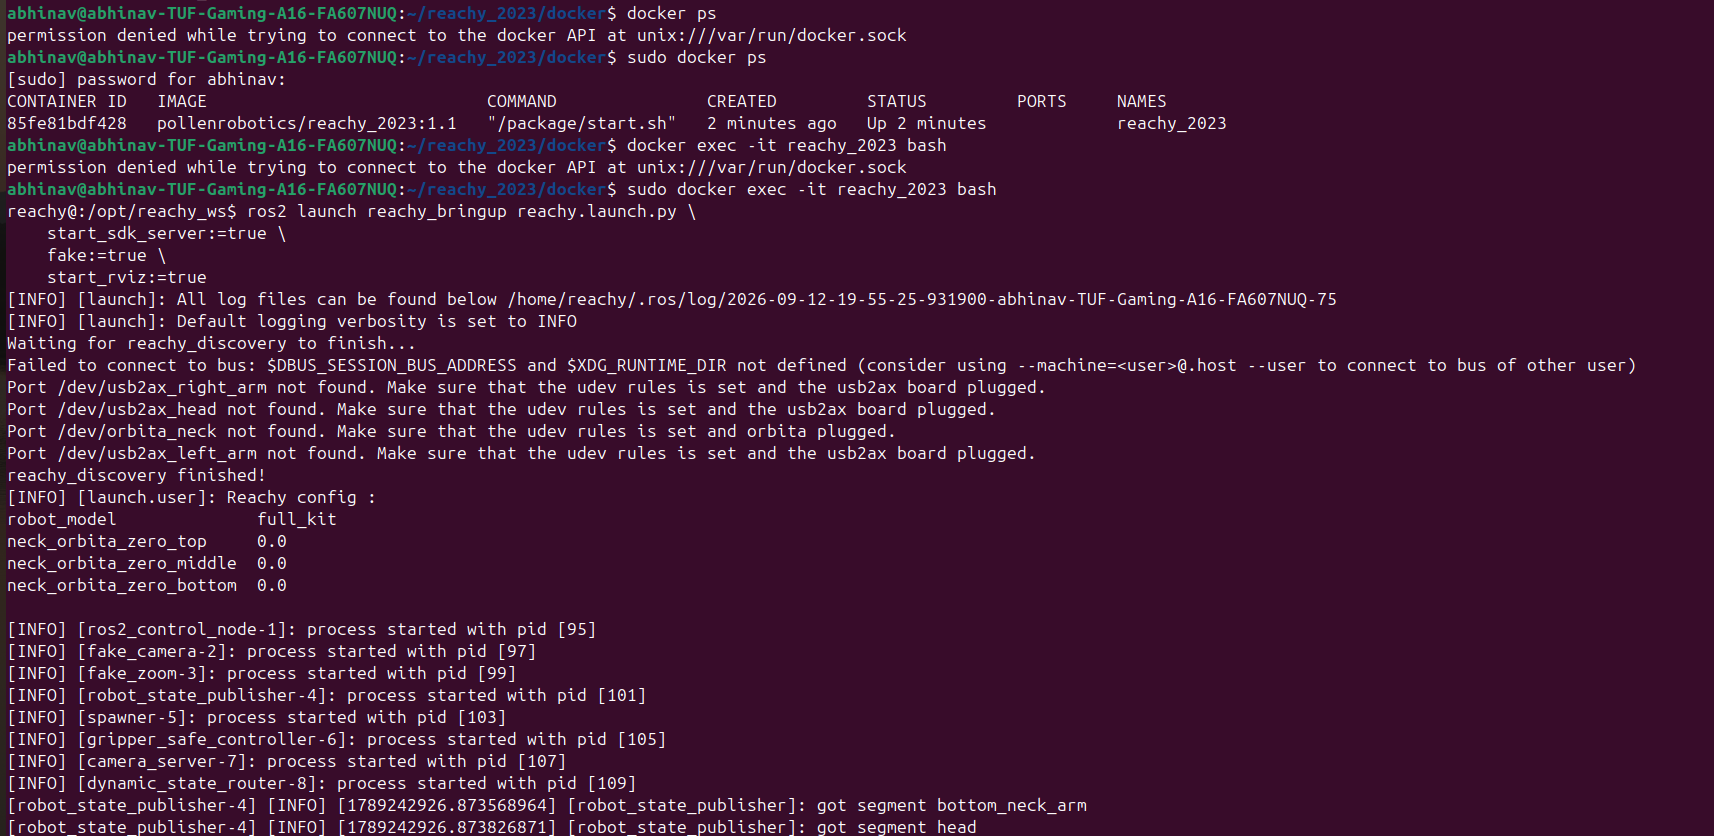 abhinav@abhinav-TUF-Gaming-A16-FA607NUQ:~/reachy_2023/docker$ docker ps
permission denied while trying to connect to the docker API at unix:///var/run/docker.sock
abhinav@abhinav-TUF-Gaming-A16-FA607NUQ:~/reachy_2023/docker$ sudo docker ps
[sudo] password for abhinav:
CONTAINER ID   IMAGE                            COMMAND               CREATED         STATUS         PORTS     NAMES
85fe81bdf428   pollenrobotics/reachy_2023:1.1   "/package/start.sh"   2 minutes ago   Up 2 minutes             reachy_2023
abhinav@abhinav-TUF-Gaming-A16-FA607NUQ:~/reachy_2023/docker$ docker exec -it reachy_2023 bash
permission denied while trying to connect to the docker API at unix:///var/run/docker.sock
abhinav@abhinav-TUF-Gaming-A16-FA607NUQ:~/reachy_2023/docker$ sudo docker exec -it reachy_2023 bash
reachy@:/opt/reachy_ws$ ros2 launch reachy_bringup reachy.launch.py \
    start_sdk_server:=true \
    fake:=true \
    start_rviz:=true
[INFO] [launch]: All log files can be found below /home/reachy/.ros/log/2026-09-12-19-55-25-931900-abhinav-TUF-Gaming-A16-FA607NUQ-75
[INFO] [launch]: Default logging verbosity is set to INFO
Waiting for reachy_discovery to finish...
Failed to connect to bus: $DBUS_SESSION_BUS_ADDRESS and $XDG_RUNTIME_DIR not defined (consider using --machine=<user>@.host --user to connect to bus of other user)
Port /dev/usb2ax_right_arm not found. Make sure that the udev rules is set and the usb2ax board plugged.
Port /dev/usb2ax_head not found. Make sure that the udev rules is set and the usb2ax board plugged.
Port /dev/orbita_neck not found. Make sure that the udev rules is set and orbita plugged.
Port /dev/usb2ax_left_arm not found. Make sure that the udev rules is set and the usb2ax board plugged.
reachy_discovery finished!
[INFO] [launch.user]: Reachy config :
robot_model              full_kit
neck_orbita_zero_top     0.0
neck_orbita_zero_middle  0.0
neck_orbita_zero_bottom  0.0
[INFO] [ros2_control_node-1]: process started with pid [95]
[INFO] [fake_camera-2]: process started with pid [97]
[INFO] [fake_zoom-3]: process started with pid [99]
[INFO] [robot_state_publisher-4]: process started with pid [101]
[INFO] [spawner-5]: process started with pid [103]
[INFO] [gripper_safe_controller-6]: process started with pid [105]
[INFO] [camera_server-7]: process started with pid [107]
[INFO] [dynamic_state_router-8]: process started with pid [109]
[robot_state_publisher-4] [INFO] [1789242926.873568964] [robot_state_publisher]: got segment bottom_neck_arm
[robot_state_publisher-4] [INFO] [1789242926.873826871] [robot_state_publisher]: got segment head